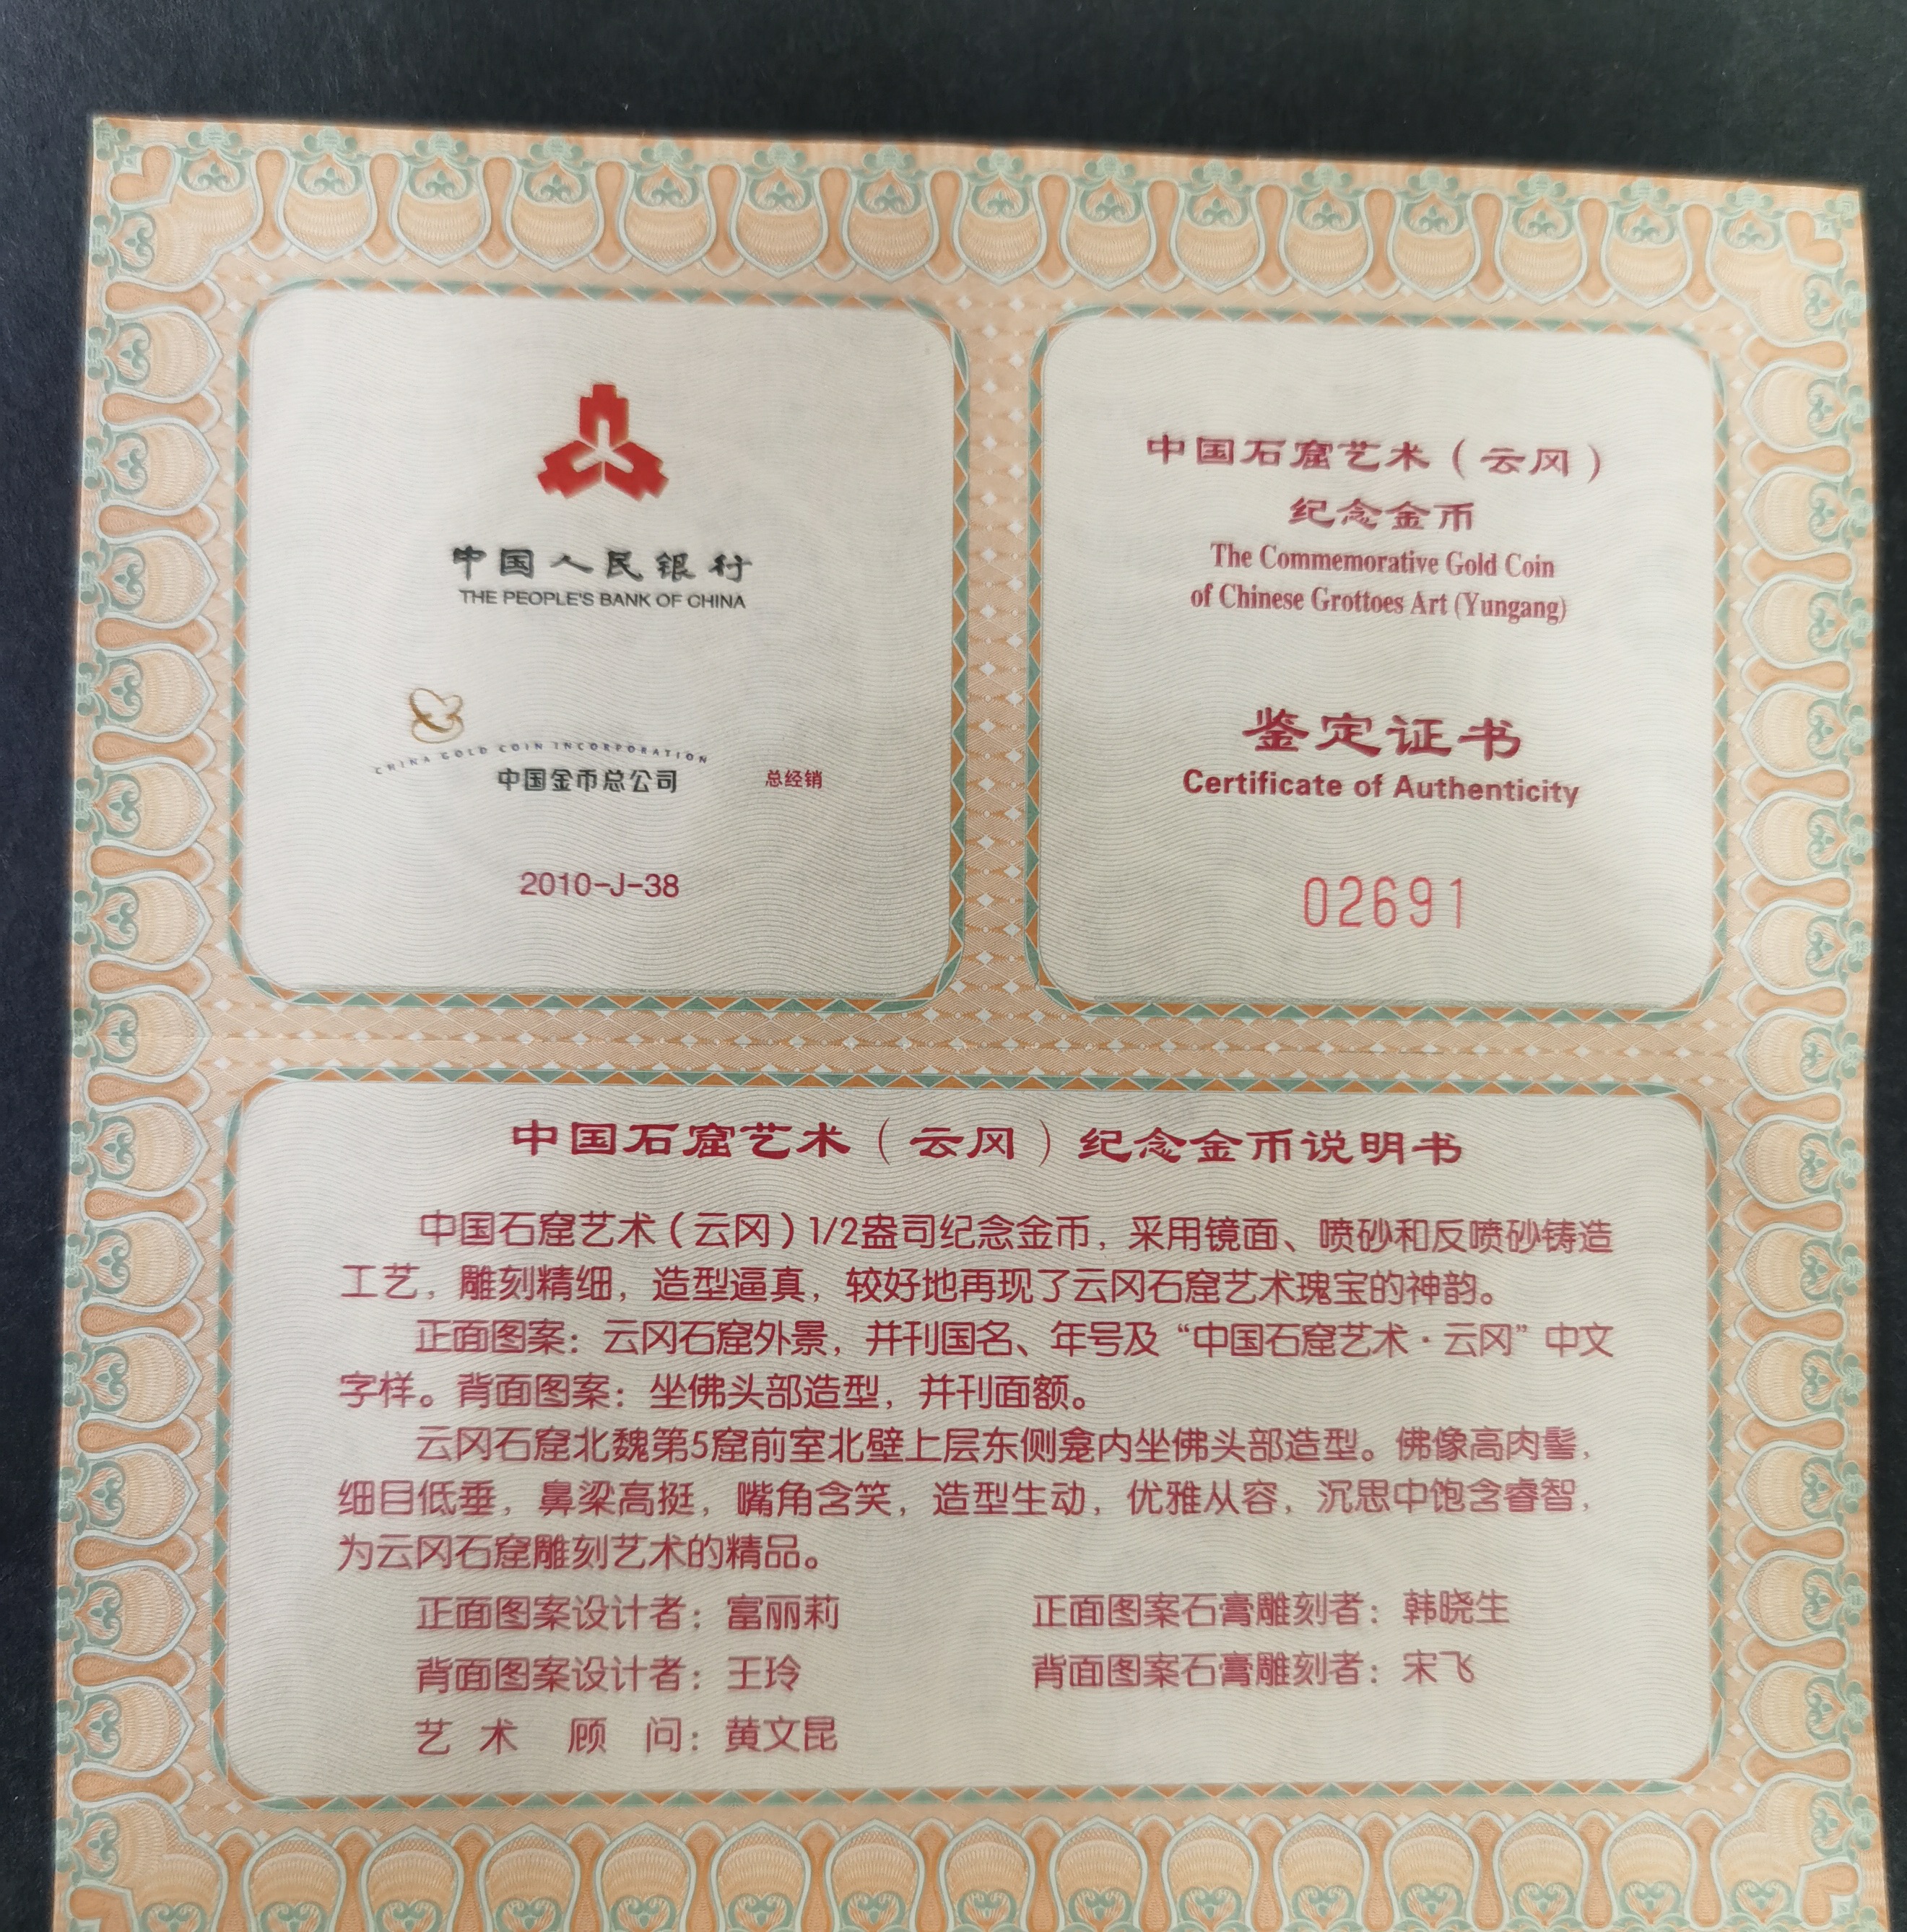 中国人民银行
THE PEOPLE'S BANK OF CHINA
CHINA GOLD COIN INCORPORATION
中国金币总公司 总经销
2010-J-38
中国石窟艺术（云冈）
纪念金币
The Commemorative Gold Coin
of Chinese Grottoes Art (Yungang)
鉴定证书
Certificate of Authenticity
02691
中国石窟艺术（云冈）纪念金币说明书
中国石窟艺术（云冈）1/2盎司纪念金币，采用镜面、喷砂和反喷砂铸造
工艺，雕刻精细，造型逼真，较好地再现了云冈石窟艺术瑰宝的神韵。
正面图案：云冈石窟外景，并刊国名、年号及“中国石窟艺术·云冈”中文
字样。背面图案：坐佛头部造型，并刊面额。
云冈石窟北魏第5窟前室北壁上层东侧龛内坐佛头部造型。佛像高肉髻，
细目低垂，鼻梁高挺，嘴角含笑，造型生动，优雅从容，沉思中饱含睿智，
为云冈石窟雕刻艺术的精品。
正面图案设计者：富丽莉 正面图案石膏雕刻者：韩晓生
背面图案设计者：王玲 背面图案石膏雕刻者：宋飞
艺术顾问：黄文昆